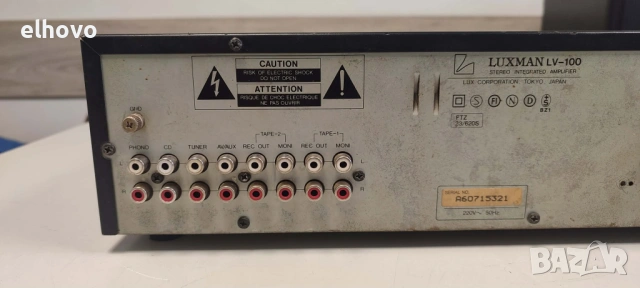 elhovo
CAUTION
RISK OF ELECTRIC SHOCK
DO NOT OPEN
ATTENTION
RISQUE DE CHOC ELECTRIQUE
NE PAS OUVRIR
LUXMAN LV-100
STEREO INTEGRATED AMPLIFIER
LUX CORPORATION, TOKYO, JAPAN
S FI N D
FTZ
GND
TAPE-2 TAPE-1
PHONO CD TUNER AV/AUX REC OUT MONI REC OUT MONI
L L
R R
SERIAL NO.
A60715321
220V~ 50Hz
BAZAR